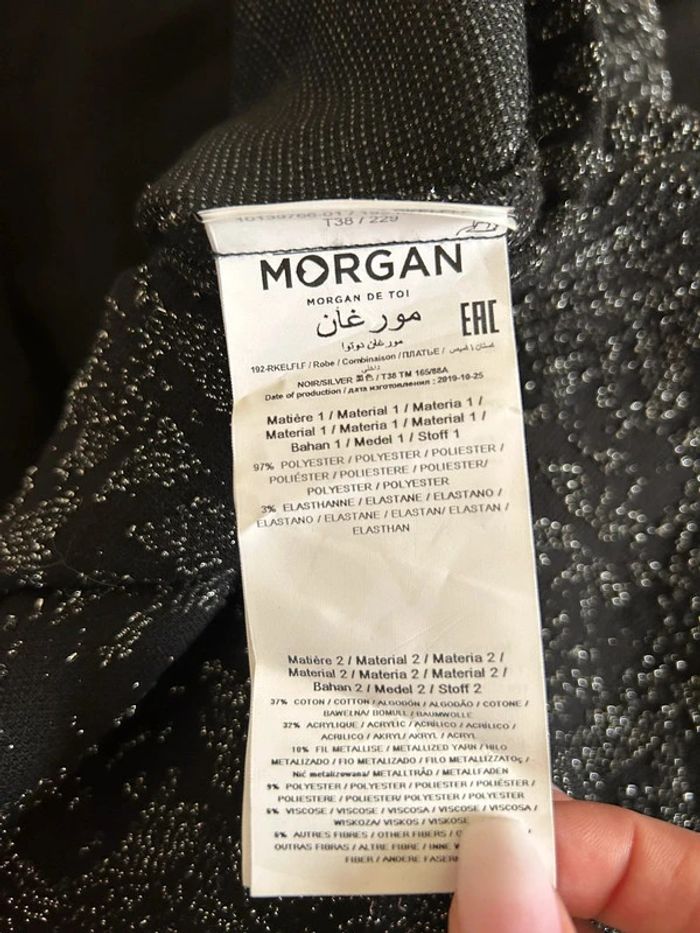 T38 / 229
MORGAN
MORGAN DE TOI
مورغان
مورغان دوتوا
EAC
192-RKELFI.F / Robe / Combinaison / ПЛАТЬЕ /
NOIR/SILVER 黑色 / T38 TM 165/88A
Date of production / дата изготовления : 2019-10-25
Matière 1 / Material 1 / Materia 1 /
Material 1 / Materia 1 / Material 1 /
Bahan 1 / Medel 1 / Stoff 1
97% POLYESTER / POLYESTER / POLIESTER /
POLIÉSTER / POLIESTERE / POLIESTER/
POLYESTER / POLYESTER
3% ELASTHANNE / ELASTANE / ELASTANO /
ELASTANO / ELASTANE / ELASTAN/ ELASTAN /
ELASTHAN
Matière 2 / Material 2 / Materia 2 /
Material 2 / Materia 2 / Material 2 /
Bahan 2 / Medel 2 / Stoff 2
37% COTON / COTTON / ALGODÓN / ALGODÃO / COTONE /
BAWEŁNA/ BOMULL / BAUMWOLLE
32% ACRYLIQUE / ACRYLIC / ACRÍLICO / ACRÍLICO /
ACRILICO / AKRYL/ AKRYL / ACRYL
10% FIL METALLISE / METALLIZED YARN / HILO
METALIZADO / FIO METALIZADO / FILO METALLIZZATO /
Nić metalizowana/ METALLTRÅD / METALLFADEN
9% POLYESTER / POLYESTER / POLIESTER / POLIÉSTER /
POLIESTERE / POLIESTER/ POLYESTER / POLYESTER
6% VISCOSE / VISCOSE / VISCOSA / VISCOSE / VISCOSA /
WISKOZA/ VISKOS / VISKOSE
6% AUTRES FIBRES / OTHER FIBERS /
OUTRAS FIBRAS / ALTRE FIBRE / INNE
FIBER / ANDERE FASERN